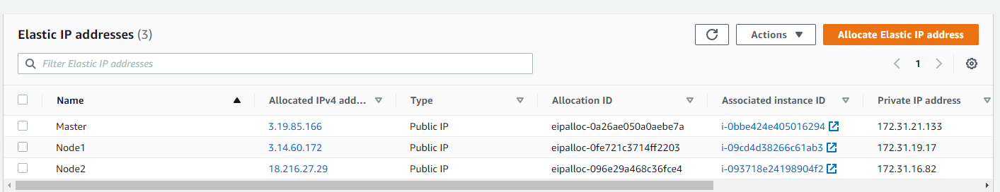 Elastic IP addresses (3)
Actions
Allocate Elastic IP address
Filter Elastic IP addresses
1
Name Allocated IPv4 add... Type Allocation ID Associated instance ID Private IP address
Master 3.19.85.166 Public IP eipalloc-0a26ae050a0aebe7a i-0bbe424e405016294 172.31.21.133
Node1 3.14.60.172 Public IP eipalloc-0fe721c3714ff2203 i-09cd4d38266c61ab3 172.31.19.17
Node2 18.216.27.29 Public IP eipalloc-096e29a468c36fce4 i-093718e24198904f2 172.31.16.82